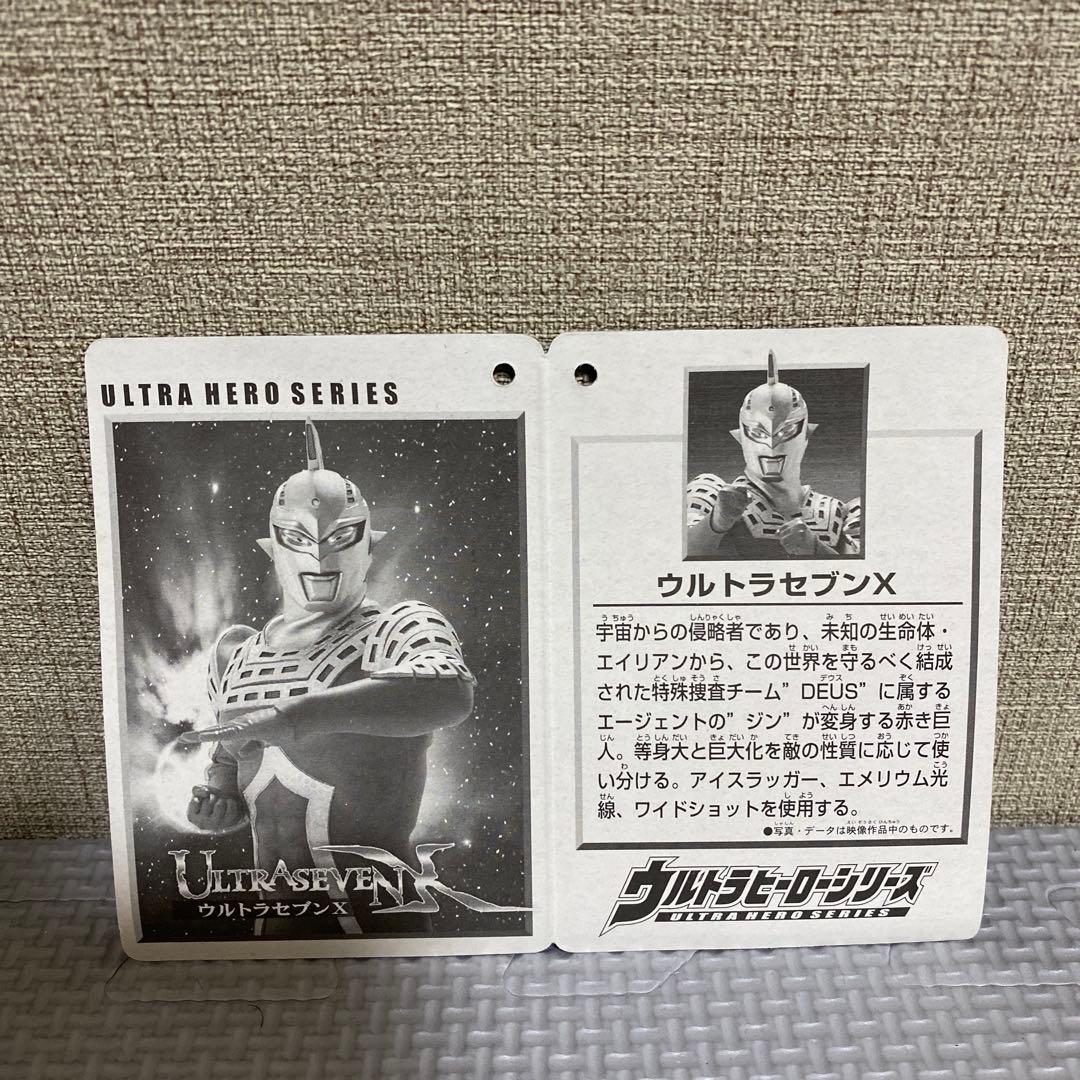 ULTRA HERO SERIES
ULTRASEVEN X
ウルトラセブンX
ウルトラセブンX
宇宙からの侵略者であり、未知の生命体・
エイリアンから、この世界を守るべく結成
された特殊捜査チーム”DEUS”に属する
エージェントの”ジン”が変身する赤き巨
人。等身大と巨大化を敵の性質に応じて使
い分ける。アイスラッガー、エメリウム光
線、ワイドショットを使用する。
●写真・データは映像作品中のものです。
ウルトラヒーローシリーズ
ULTRA HERO SERIES